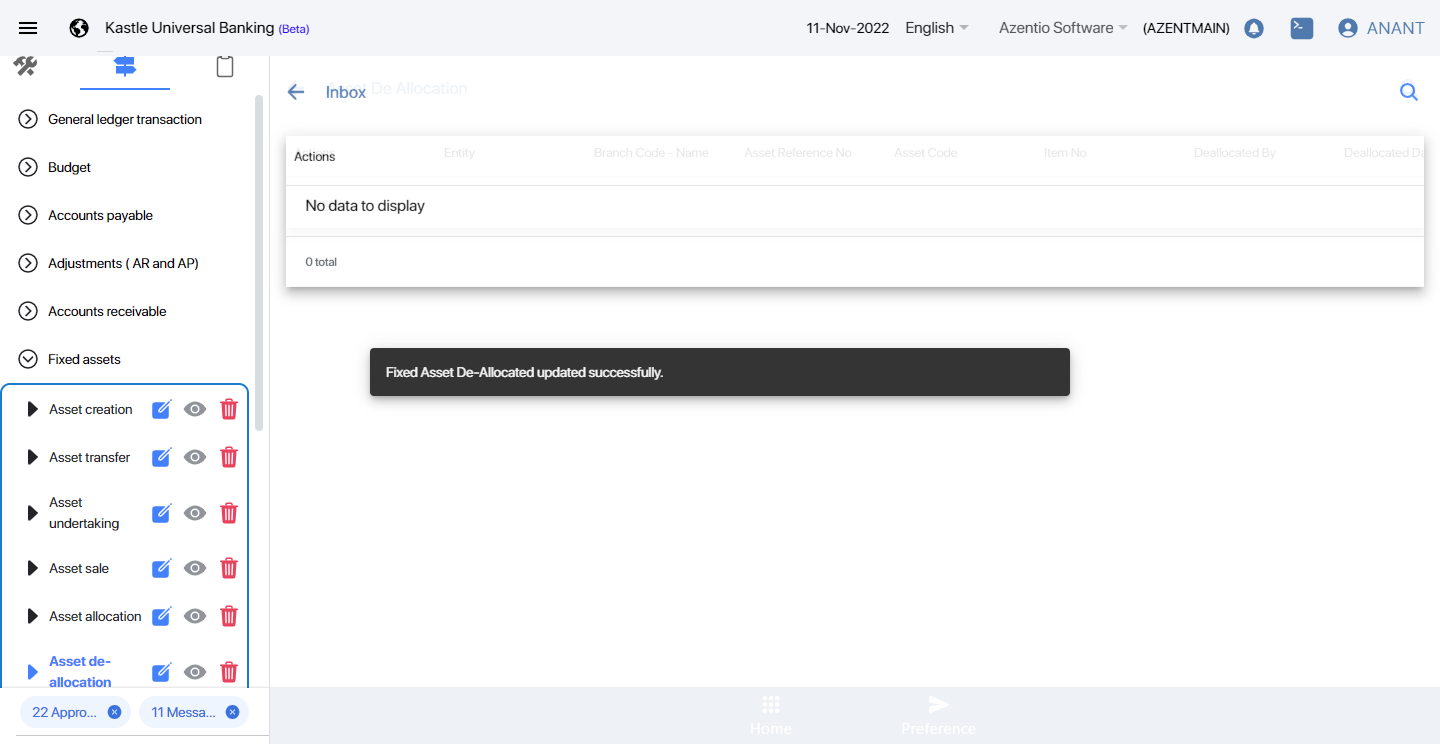 Kastle Universal Banking (Beta)
11-Nov-2022
English
Azentio Software
(AZENTMAIN)
ANANT
Inbox
Asset De Allocation
General ledger transaction
Budget
Accounts payable
Adjustments ( AR and AP)
Accounts receivable
Fixed assets
Asset creation
Asset transfer
Asset
undertaking
Asset sale
Asset allocation
Asset de-
allocation
22 Appro...
11 Messa...
Actions
Entity
Branch Code - Name
Asset Reference No
Asset Code
Item No
Deallocated By
Deallocated Da
No data to display
0 total
Fixed Asset De-Allocated updated successfully.
Home
Preference